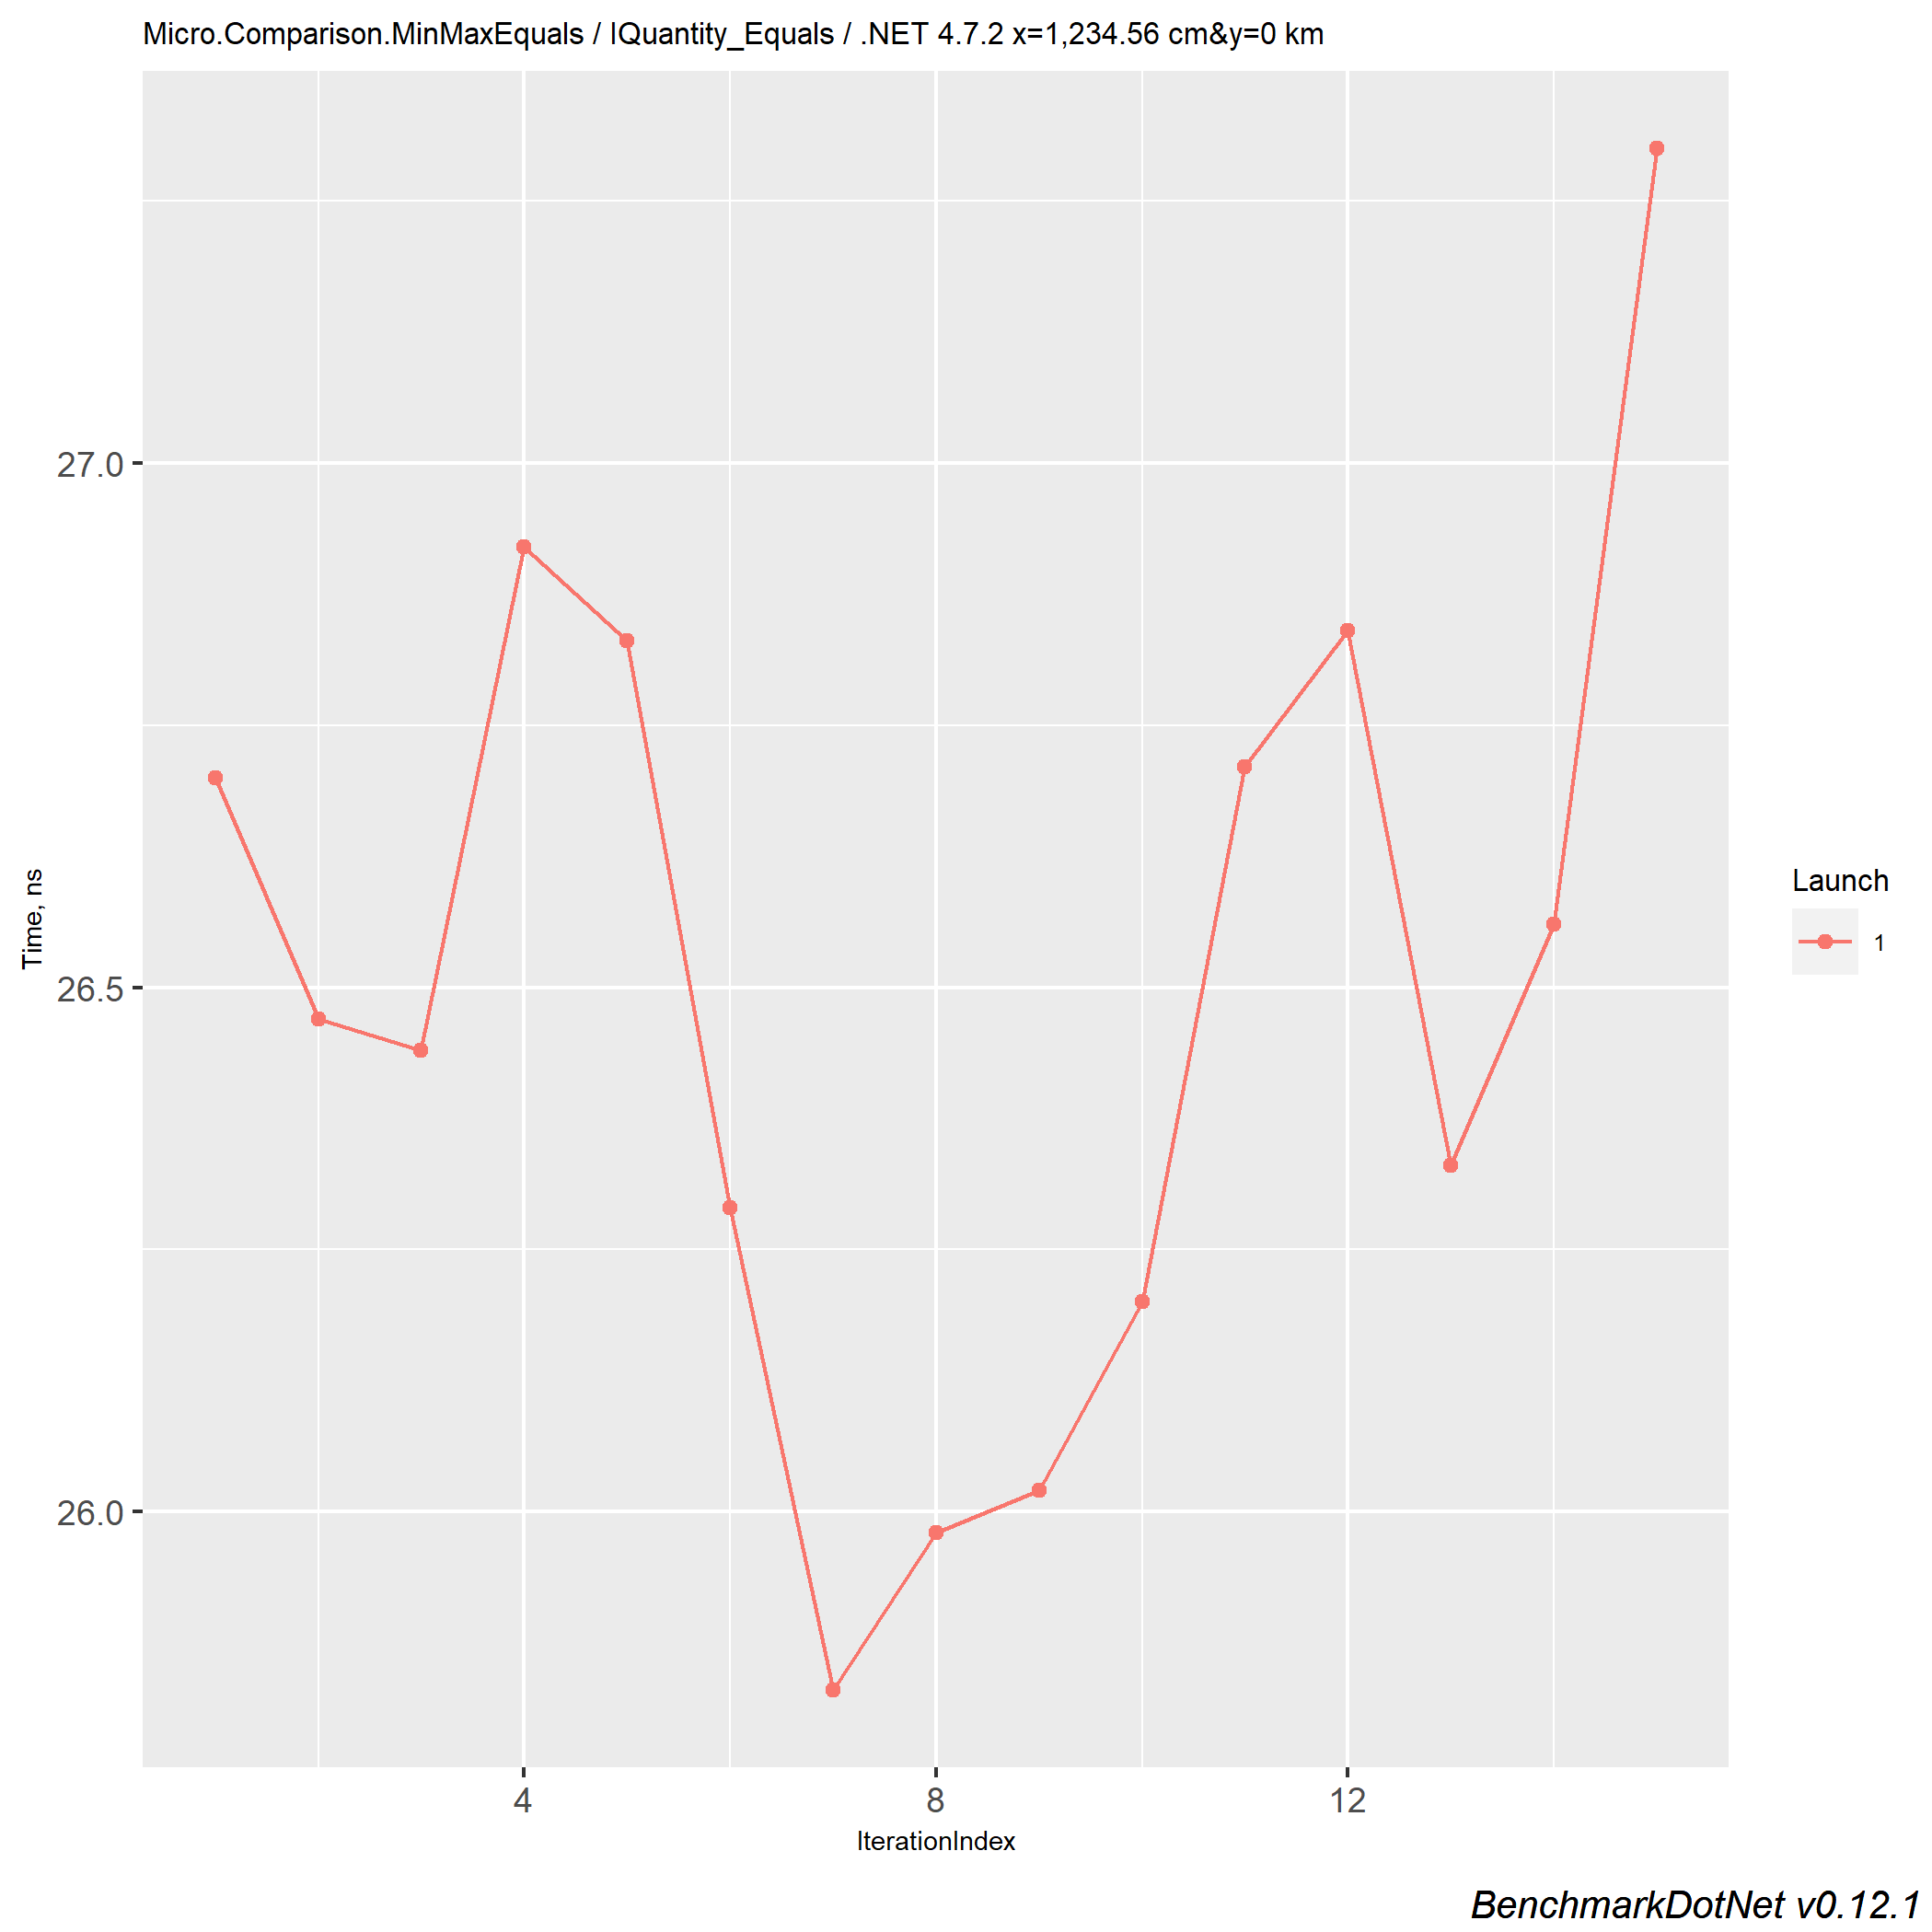 Micro.Comparison.MinMaxEquals / IQuantity_Equals / .NET 4.7.2 x=1,234.56 cm&y=0 km
27.0
26.5
26.0
Time, ns
4
8
12
IterationIndex
Launch
1
BenchmarkDotNet v0.12.1